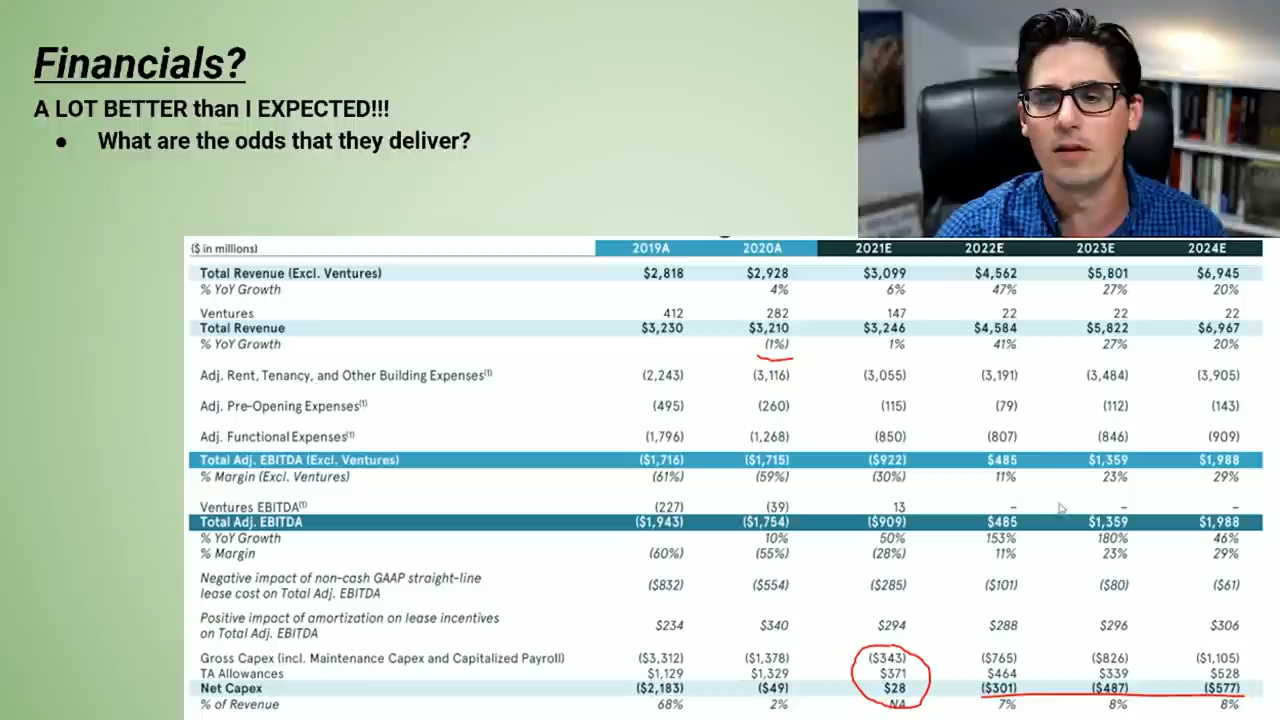 Financials?
A LOT BETTER than I EXPECTED!!!
● What are the odds that they deliver?
($ in millions) 2019A 2020A 2021E 2022E 2023E 2024E
Total Revenue (Excl. Ventures) $2,818 $2,928 $3,099 $4,562 $5,801 $6,945
% YoY Growth 4% 6% 47% 27% 20%
Ventures 412 282 147 22 22 22
Total Revenue $3,230 $3,210 $3,246 $4,584 $5,822 $6,967
% YoY Growth (1%) 1% 41% 27% 20%
Adj. Rent, Tenancy, and Other Building Expenses(1) (2,243) (3,116) (3,055) (3,191) (3,484) (3,905)
Adj. Pre-Opening Expenses(1) (495) (260) (115) (79) (112) (143)
Adj. Functional Expenses(1) (1,796) (1,268) (850) (807) (846) (909)
Total Adj. EBITDA (Excl. Ventures) ($1,716) ($1,715) ($922) $485 $1,359 $1,988
% Margin (Excl. Ventures) (61%) (59%) (30%) 11% 23% 29%
Ventures EBITDA(1) (227) (39) 13 – – –
Total Adj. EBITDA ($1,943) ($1,754) ($909) $485 $1,359 $1,988
% YoY Growth 10% 50% 153% 180% 46%
% Margin (60%) (55%) (28%) 11% 23% 29%
Negative impact of non-cash GAAP straight-line
lease cost on Total Adj. EBITDA ($832) ($554) ($285) ($101) ($80) ($61)
Positive impact of amortization on lease incentives
on Total Adj. EBITDA $234 $340 $294 $288 $296 $306
Gross Capex (incl. Maintenance Capex and Capitalized Payroll) ($3,312) ($1,378) ($343) ($765) ($826) ($1,105)
TA Allowances $1,129 $1,329 $371 $464 $339 $528
Net Capex ($2,183) ($49) $28 ($301) ($487) ($577)
% of Revenue 68% 2% NA 7% 8% 8%